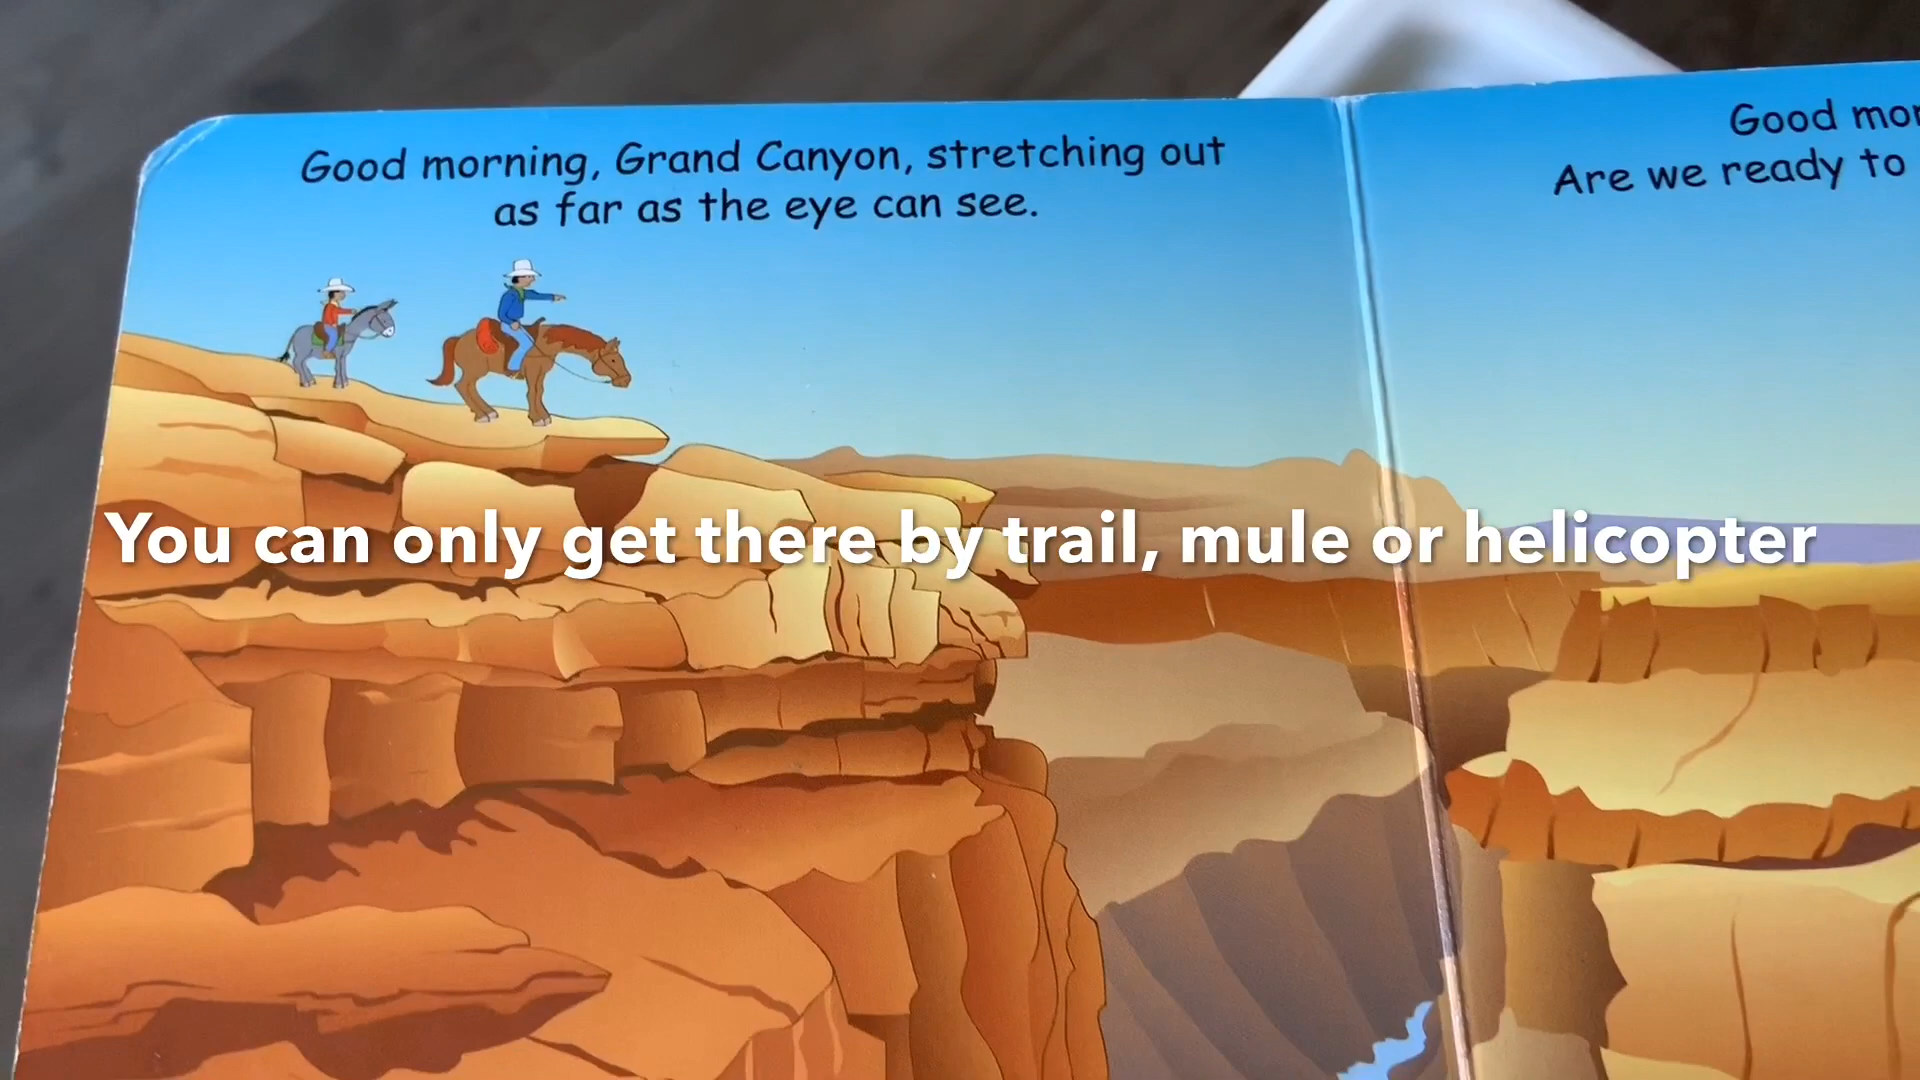 Good morning, Grand Canyon, stretching out
as far as the eye can see.
Good
Are we ready to
You can only get there by trail, mule or helicopter